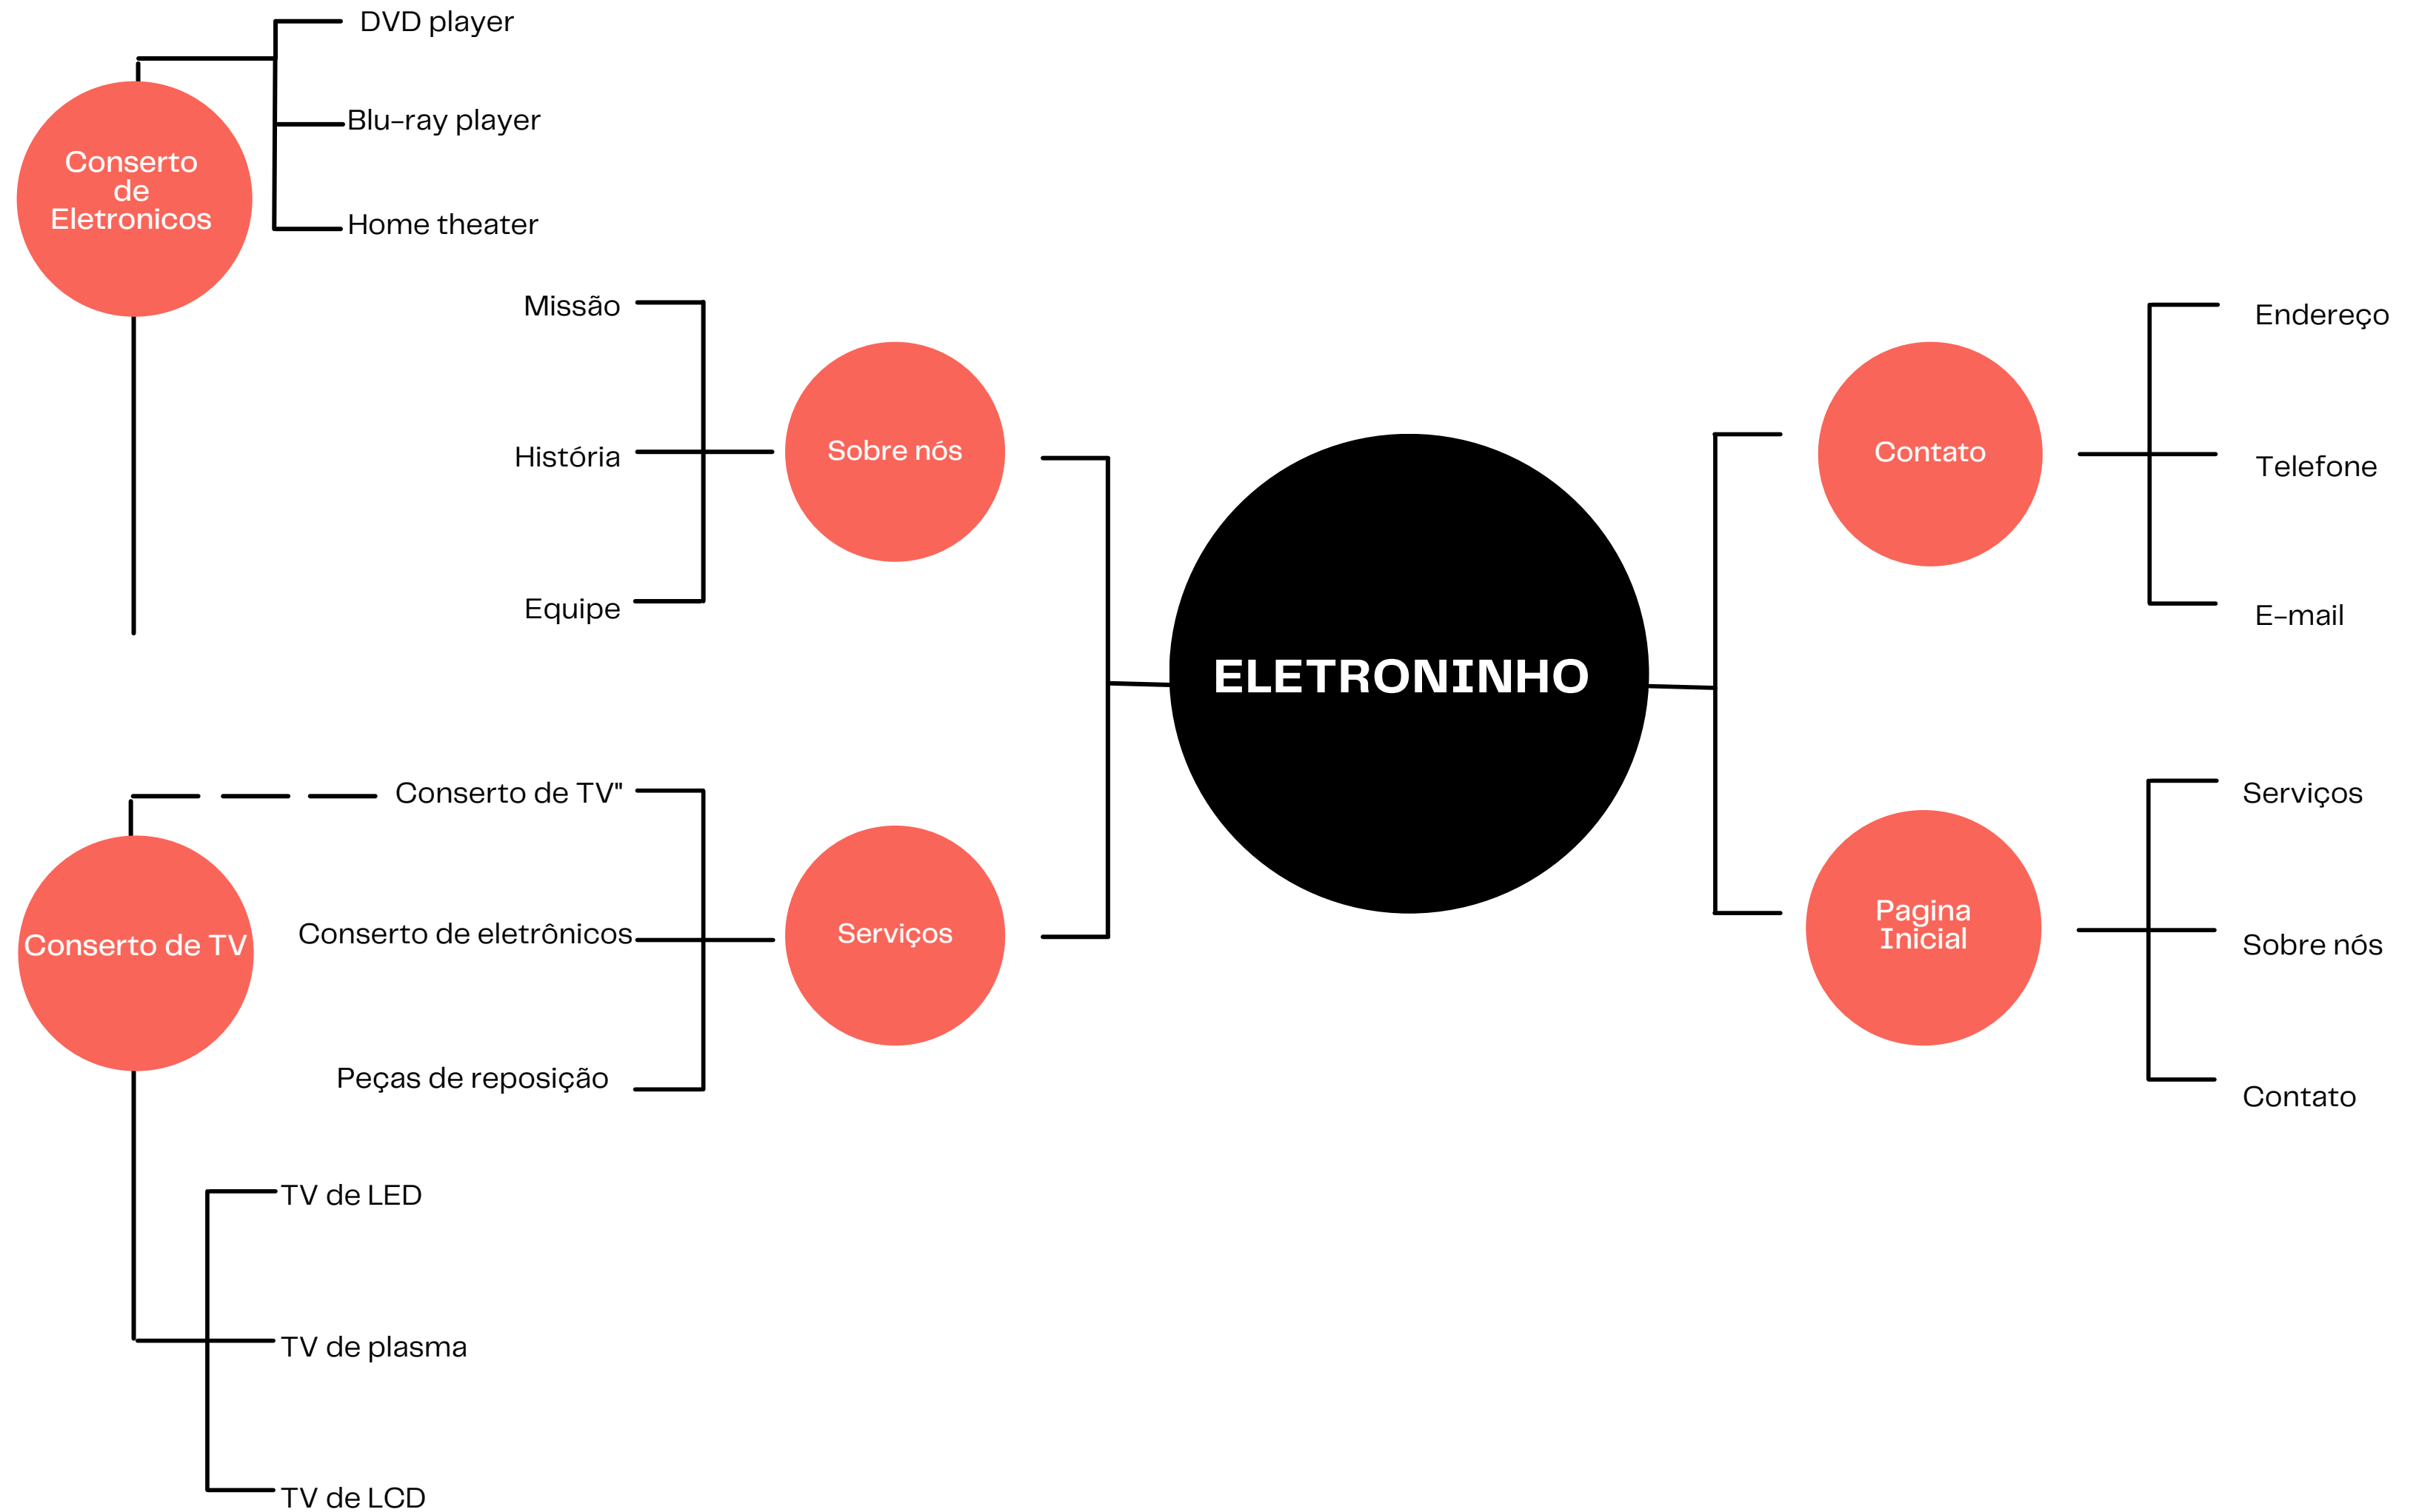 DVD player
Blu-ray player
Home theater
Conserto
de
Eletronicos
Missão
História
Equipe
Sobre nós
Conserto de TV"
Conserto de eletrônicos
Peças de reposição
Serviços
Conserto de TV
TV de LED
TV de plasma
TV de LCD
ELETRONINHO
Contato
Endereço
Telefone
E-mail
Pagina
Inicial
Serviços
Sobre nós
Contato